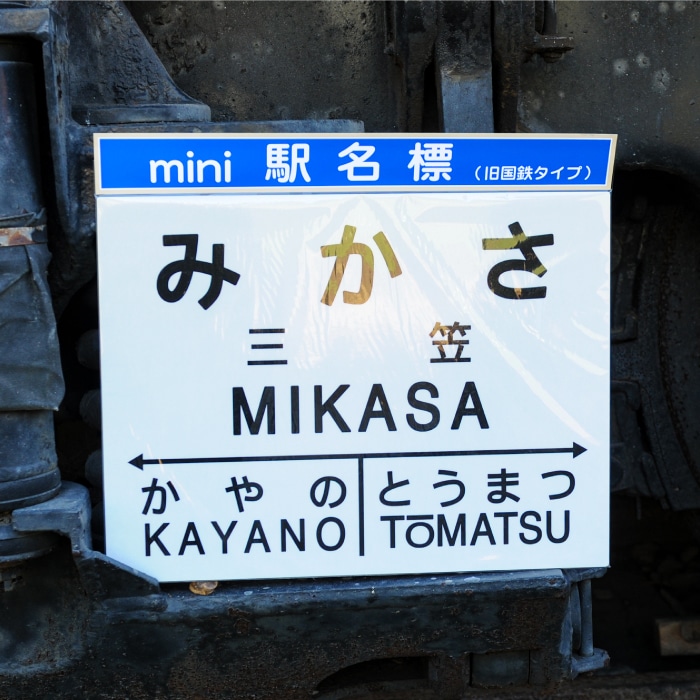 mini 駅名標（旧国鉄タイプ）
みかさ
三笠
MIKASA
かやの とうまつ
KAYANO TŌMATSU